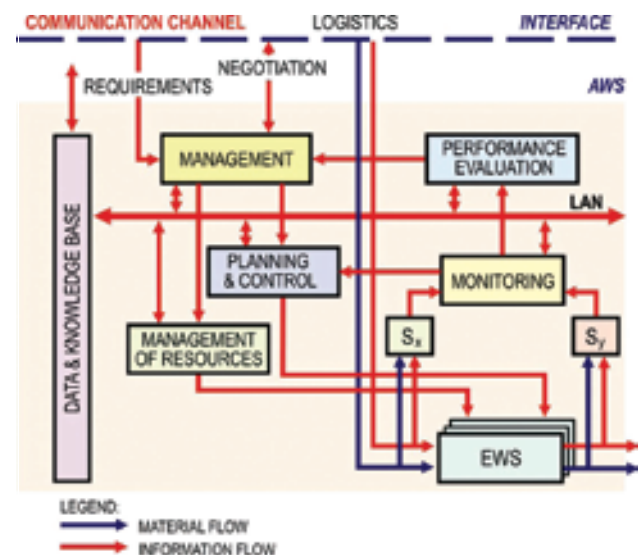 COMMUNICATION CHANNEL
LOGISTICS
INTERFACE
REQUIREMENTS
NEGOTIATION
AWS
MANAGEMENT
PERFORMANCE
EVALUATION
LAN
DATA & KNOWLEDGE BASE
PLANNING
& CONTROL
MONITORING
MANAGEMENT
OF RESOURCES
Sx
Sy
EWS
LEGEND:
MATERIAL FLOW
INFORMATION FLOW